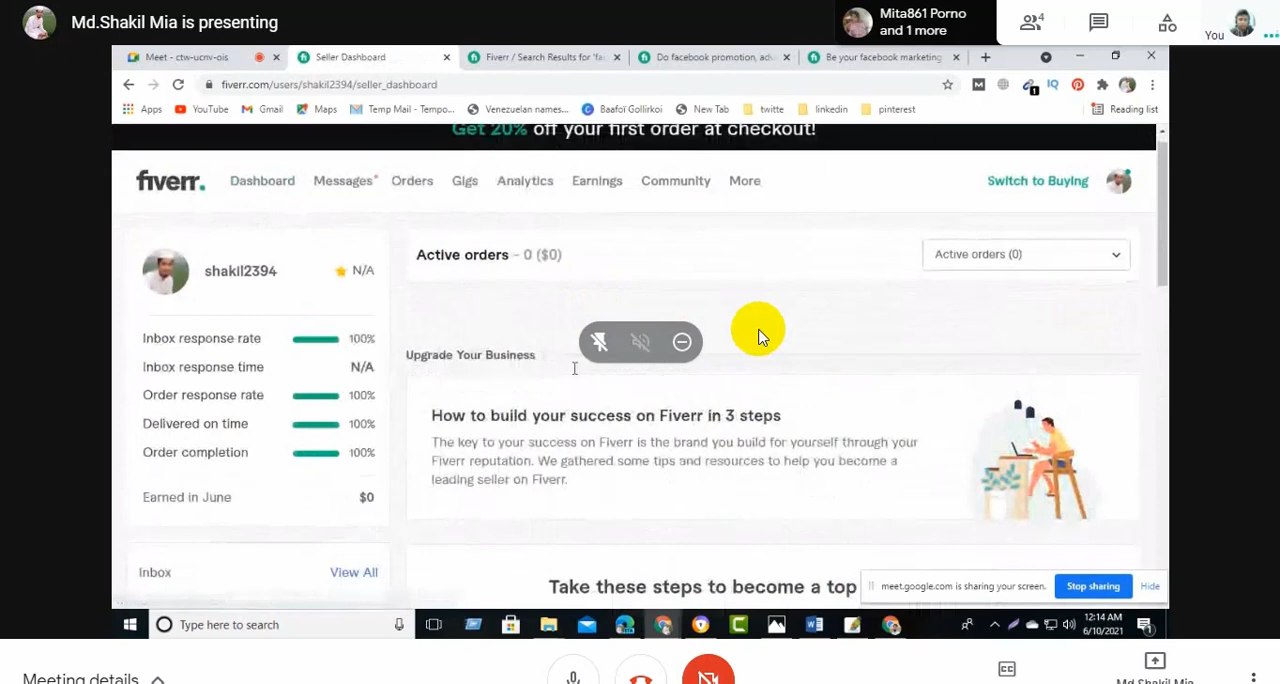 Md.Shakil Mia is presenting
Mita861 Porno
and 1 more
4
You
Meet - ctw-ucnv-ois
Seller Dashboard
Fiverr / Search Results for 'fa
Do facebook promotion, ad
Be your facebook marketing
fiverr.com/users/shakil2394/seller_dashboard
Apps
YouTube
Gmail
Maps
Temp Mail - Tempo...
Venezuelan names...
Baafoi Gollirkoi
New Tab
twitte
linkedin
pinterest
Reading list
Get 20% off your first order at checkout!
fiverr.
Dashboard
Messages
Orders
Gigs
Analytics
Earnings
Community
More
Switch to Buying
shakil2394
N/A
Active orders - 0 ($0)
Active orders (0)
Inbox response rate 100%
Inbox response time N/A
Order response rate 100%
Delivered on time 100%
Order completion 100%
Earned in June $0
Upgrade Your Business
How to build your success on Fiverr in 3 steps
The key to your success on Fiverr is the brand you build for yourself through your
Fiverr reputation. We gathered some tips and resources to help you become a
leading seller on Fiverr.
Inbox
View All
Take these steps to become a top
meet.google.com is sharing your screen.
Stop sharing
Hide
Type here to search
12:14 AM
6/10/2021
Meeting details
Md.Shakil Mia